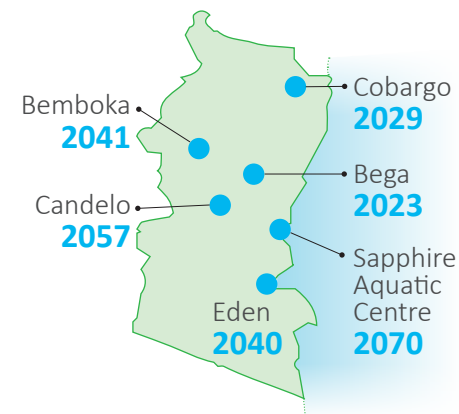 Cobargo
2029
Bemboka
2041
Bega
2023
Candelo
2057
Sapphire
Aquatic
Centre
2070
Eden
2040